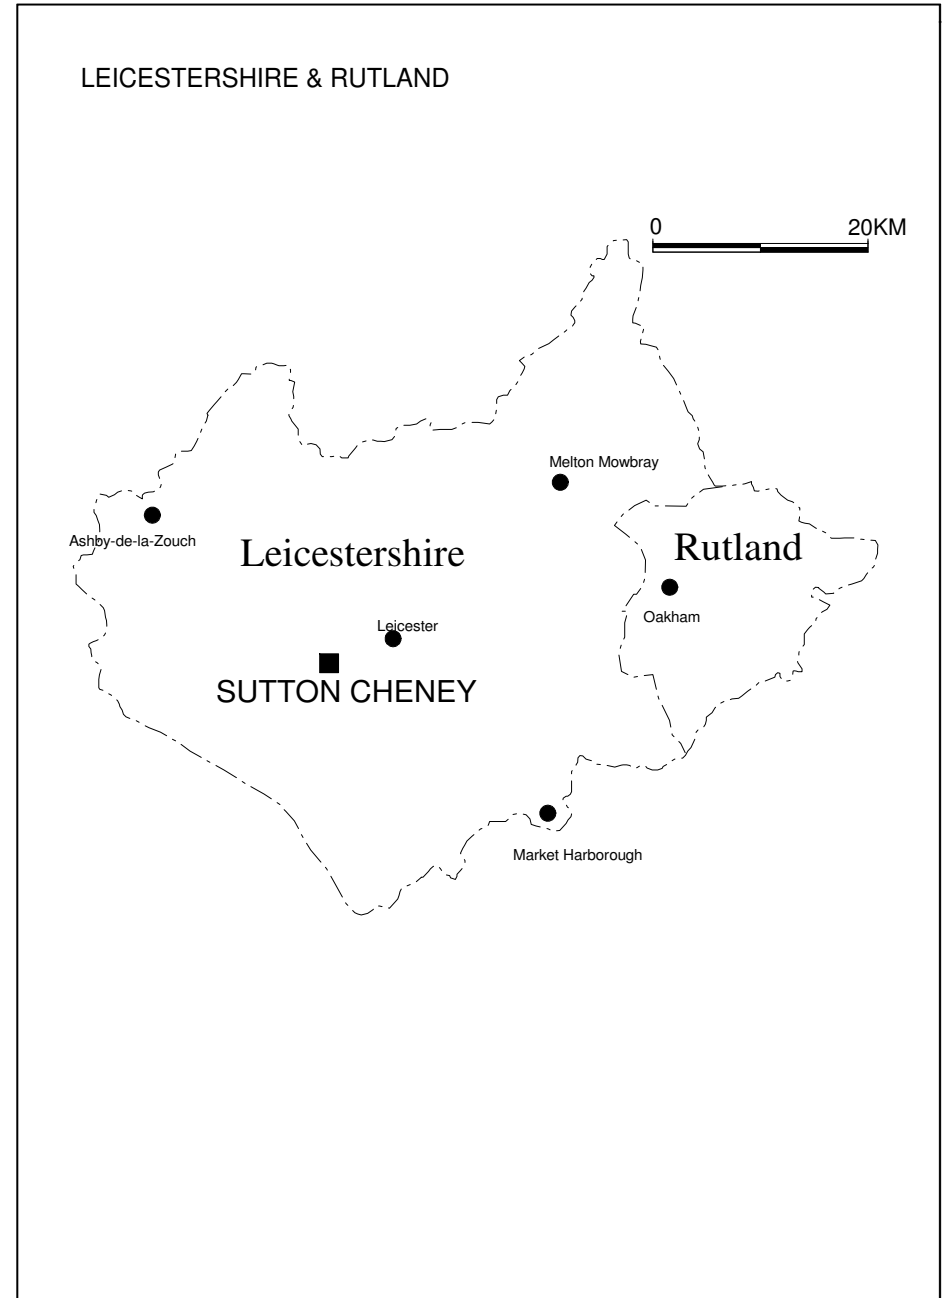 LEICESTERSHIRE & RUTLAND
0 20KM
Melton Mowbray
Ashby-de-la-Zouch
Leicestershire
Rutland
Oakham
Leicester
SUTTON CHENEY
Market Harborough